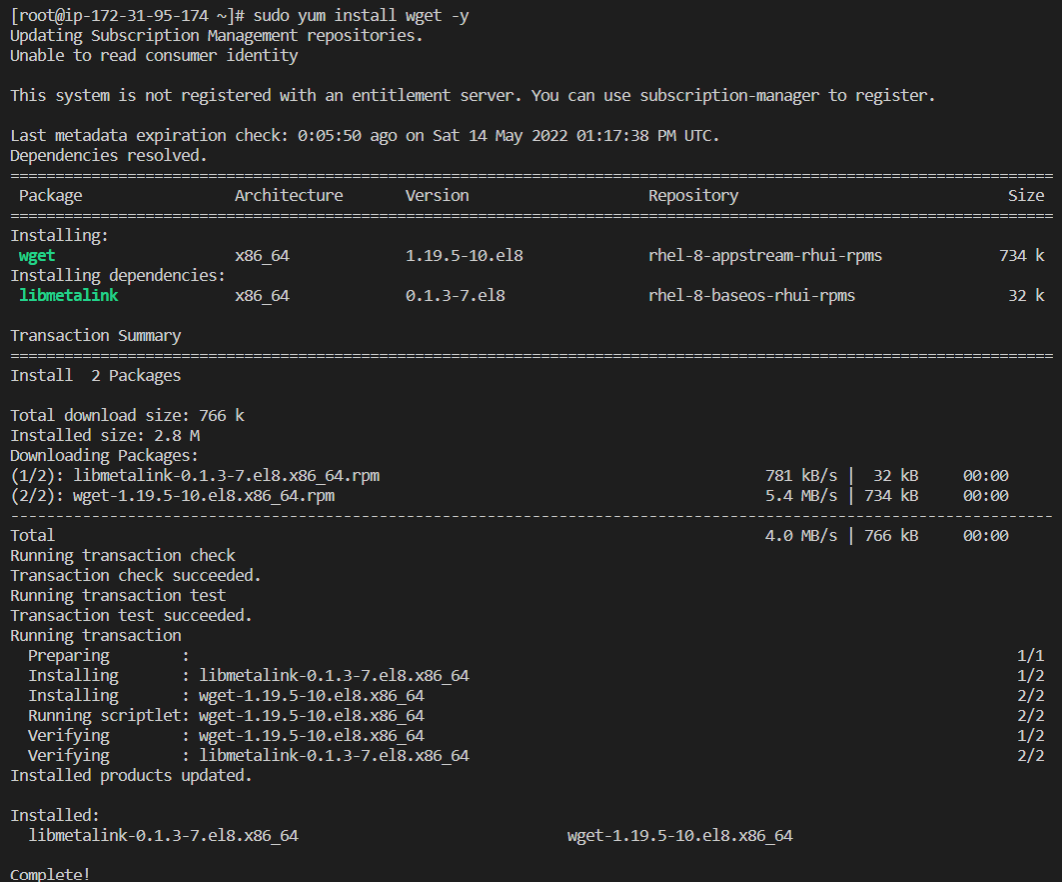 [root@ip-172-31-95-174 ~]# sudo yum install wget -y
Updating Subscription Management repositories.
Unable to read consumer identity
This system is not registered with an entitlement server. You can use subscription-manager to register.
Last metadata expiration check: 0:05:50 ago on Sat 14 May 2022 01:17:38 PM UTC.
Dependencies resolved.
================================================================================
Package Architecture Version Repository Size
================================================================================
Installing:
wget x86_64 1.19.5-10.el8 rhel-8-appstream-rhui-rpms 734 k
Installing dependencies:
libmetalink x86_64 0.1.3-7.el8 rhel-8-baseos-rhui-rpms 32 k
Transaction Summary
================================================================================
Install 2 Packages
Total download size: 766 k
Installed size: 2.8 M
Downloading Packages:
(1/2): libmetalink-0.1.3-7.el8.x86_64.rpm 781 kB/s | 32 kB 00:00
(2/2): wget-1.19.5-10.el8.x86_64.rpm 5.4 MB/s | 734 kB 00:00
--------------------------------------------------------------------------------
Total 4.0 MB/s | 766 kB 00:00
Running transaction check
Transaction check succeeded.
Running transaction test
Transaction test succeeded.
Running transaction
Preparing : 1/1
Installing : libmetalink-0.1.3-7.el8.x86_64 1/2
Installing : wget-1.19.5-10.el8.x86_64 2/2
Running scriptlet: wget-1.19.5-10.el8.x86_64 2/2
Verifying : wget-1.19.5-10.el8.x86_64 1/2
Verifying : libmetalink-0.1.3-7.el8.x86_64 2/2
Installed products updated.
Installed:
libmetalink-0.1.3-7.el8.x86_64 wget-1.19.5-10.el8.x86_64
Complete!